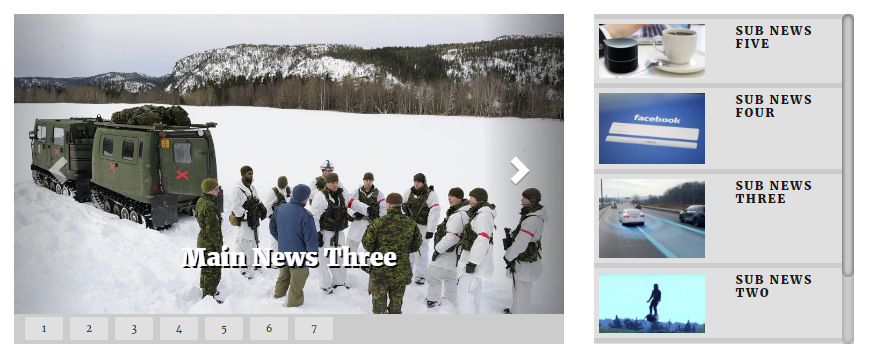 Main News Three
1 2 3 4 5 6 7
SUB NEWS
FIVE
SUB NEWS
FOUR
facebook
SUB NEWS
THREE
SUB NEWS
TWO